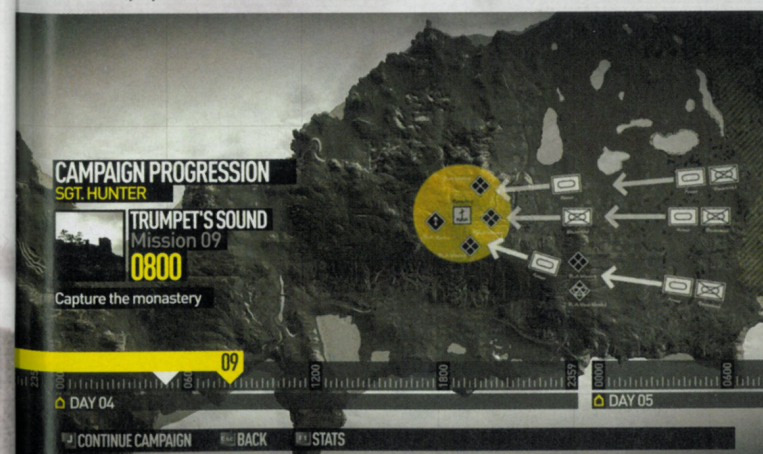 CAMPAIGN PROGRESSION
SGT. HUNTER
TRUMPET'S SOUND
Mission 09
0800
Capture the monastery
09
0600
1200
1800
2359
0000
0400
DAY 04
DAY 05
CONTINUE CAMPAIGN
BACK
STATS